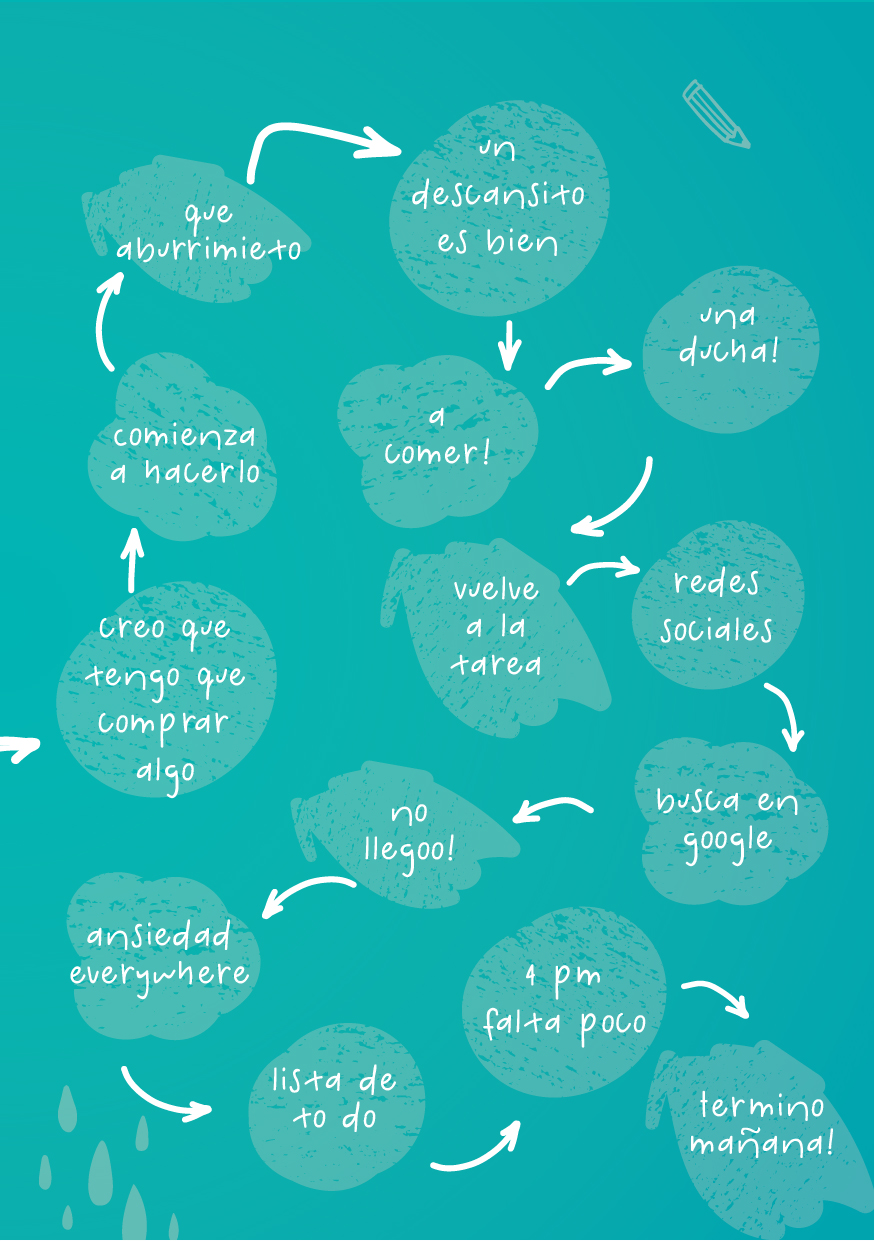 creo que
tengo que
comprar
algo
comienza
a hacerlo
que
aburrimieto
un
descansito
es bien
a
comer!
una
ducha!
vuelve
a la
tarea
redes
sociales
busca en
google
no
llegoo!
ansiedad
everywhere
lista de
to do
4 pm
falta poco
termino
mañana!